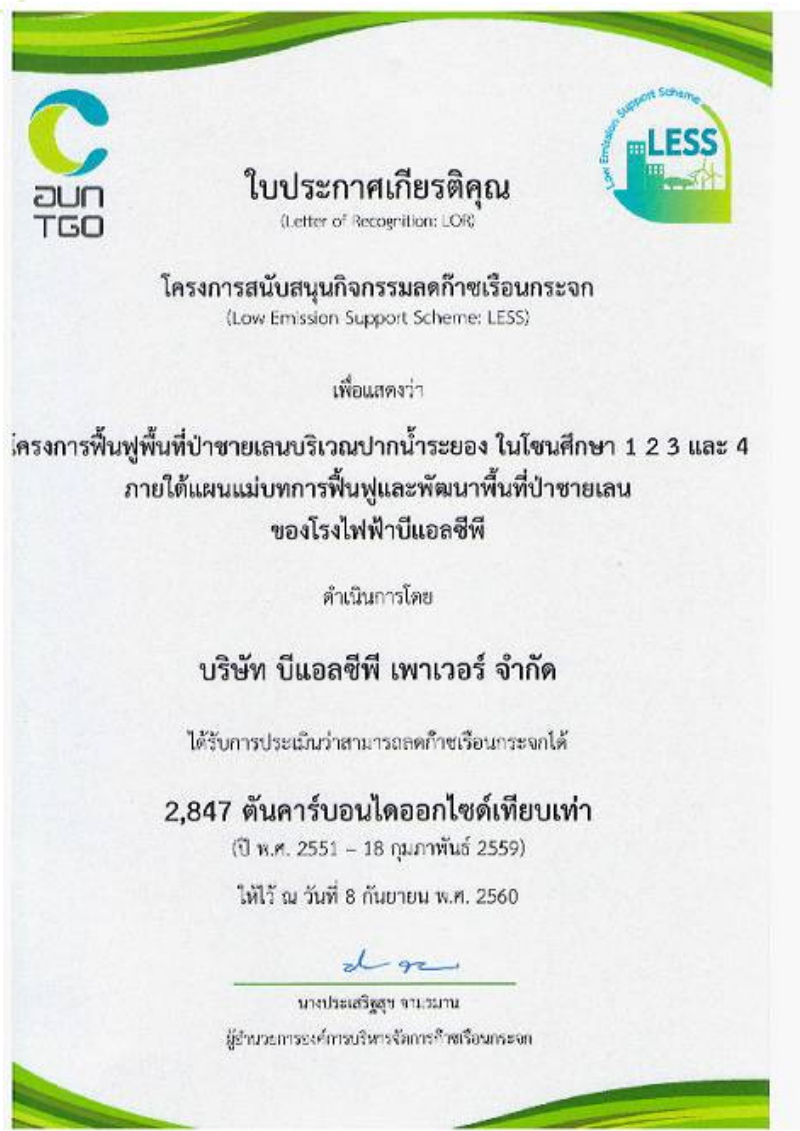 Low Emission Support Scheme
LESS
อบก
TGO
ใบประกาศเกียรติคุณ
(Letter of Recognition: LOR)
โครงการสนับสนุนกิจกรรมลดก๊าซเรือนกระจก
(Low Emission Support Scheme: LESS)
เพื่อแสดงว่า
โครงการฟื้นฟูพื้นที่ป่าชายเลนบริเวณปากน้ำระยอง ในโซนศึกษา 1 2 3 และ 4
ภายใต้แผนแม่บทการฟื้นฟูและพัฒนาพื้นที่ป่าชายเลน
ของโรงไฟฟ้าบีแอลซีพี
ดำเนินการโดย
บริษัท บีแอลซีพี เพาเวอร์ จำกัด
ได้รับการประเมินว่าสามารถลดก๊าซเรือนกระจกได้
2,847 ตันคาร์บอนไดออกไซด์เทียบเท่า
(ปี พ.ศ. 2551 – 18 กุมภาพันธ์ 2559)
ให้ไว้ ณ วันที่ 8 กันยายน พ.ศ. 2560
นางประเสริฐสุข
ผู้อำนวยการองค์การบริหารจัดการก๊าซเรือนกระจก